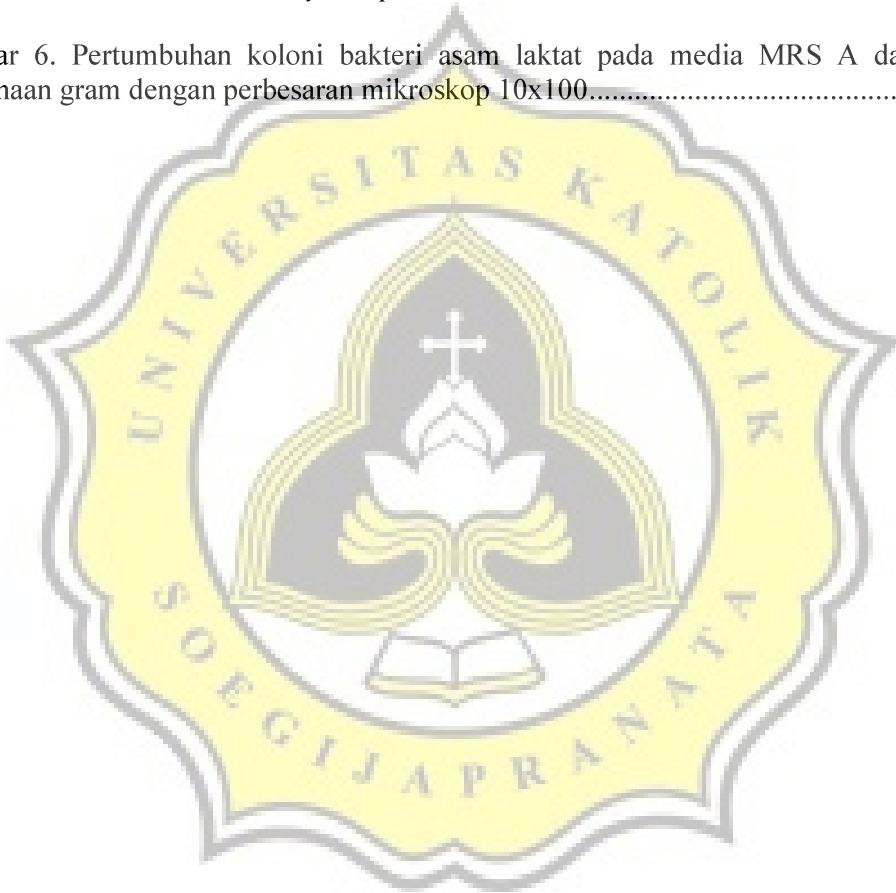 ar 6. Pertumbuhan koloni bakteri asam laktat pada media MRS A da
naan gram dengan perbesaran mikroskop 10x100.......................................
UNIVERSITAS KATOLIK
SOEGIJAPRANATA